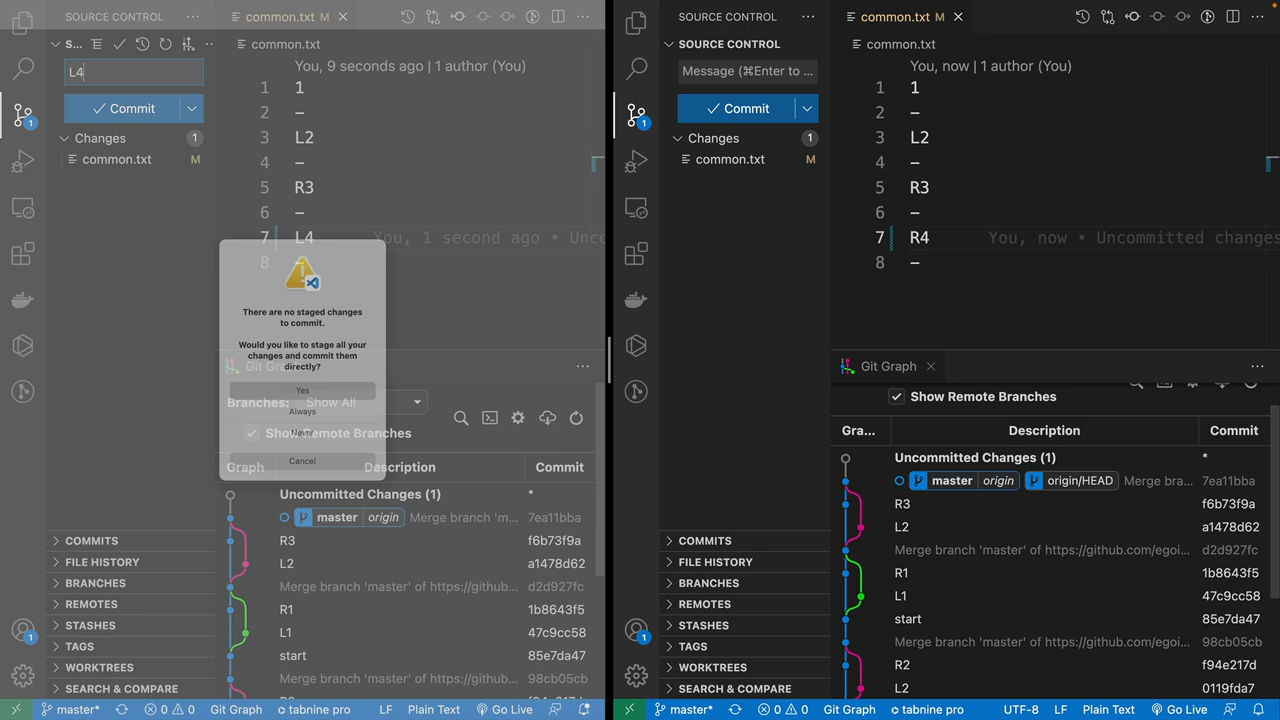 SOURCE CONTROL
common.txt M
S...
common.txt
L4
You, 9 seconds ago | 1 author (You)
Commit
Changes 1
common.txt M
1
1 1
2 –
3 L2
4 –
5 R3
6 –
7 L4 You, 1 second ago • Unco
8 –
There are no staged changes
to commit.
Would you like to stage all your
changes and commit them
directly?
Yes
Always
Never
Cancel
Git Gra
Branches: Show All
Show Remote Branches
Graph Description Commit
Uncommitted Changes (1) *
master origin Merge branch 'm... 7ea11bba
R3 f6b73f9a
L2 a1478d62
Merge branch 'master' of https://github... d2d927fc
R1 1b8643f5
L1 47c9cc58
start 85e7da47
Merge branch 'master' of https://github... 98cb05cb
COMMITS
FILE HISTORY
BRANCHES
REMOTES
STASHES
TAGS
WORKTREES
SEARCH & COMPARE
1
master* 0 0 Git Graph tabnine pro LF Plain Text Go Live
SOURCE CONTROL
common.txt M
SOURCE CONTROL
common.txt
Message (⌘Enter to ...
You, now | 1 author (You)
Commit
Changes 1
common.txt M
1
1 1
2 –
3 L2
4 –
5 R3
6 –
7 R4 You, now • Uncommitted changes
8 –
Git Graph
Show Remote Branches
Gra... Description Commit
Uncommitted Changes (1) *
master origin origin/HEAD Merge bra... 7ea11bba
R3 f6b73f9a
L2 a1478d62
Merge branch 'master' of https://github.com/egoi... d2d927fc
R1 1b8643f5
L1 47c9cc58
start 85e7da47
Merge branch 'master' of https://github.com/egoi... 98cb05cb
R2 f94e217d
L2 0119fda7
COMMITS
FILE HISTORY
BRANCHES
REMOTES
STASHES
TAGS
WORKTREES
SEARCH & COMPARE
1
master* 0 0 Git Graph tabnine pro UTF-8 LF Plain Text Go Live